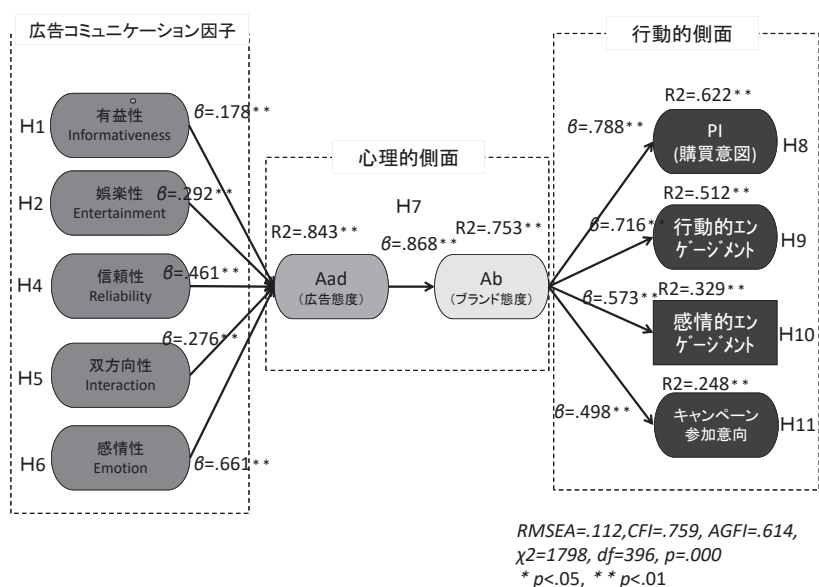 広告コミュニケーション因子
H1
有益性
Informativeness
β=.178**
H2
娯楽性
Entertainment
β=.292**
H4
信頼性
Reliability
β=.461**
H5
双方向性
Interaction
β=.276**
H6
感情性
Emotion
β=.661**
心理的側面
H7
R2=.843**
β=.868**
R2=.753**
Aad
(広告態度)
Ab
(ブランド態度)
行動的側面
R2=.622**
β=.788**
PI
(購買意図)
H8
R2=.512**
β=.716**
行動的エン
ゲージメント
H9
R2=.329**
β=.573**
感情的エン
ゲージメント
H10
R2=.248**
β=.498**
キャンペーン
参加意向
H11
RMSEA=.112,CFI=.759, AGFI=.614,
χ2=1798, df=396, p=.000
* p<.05, ** p<.01